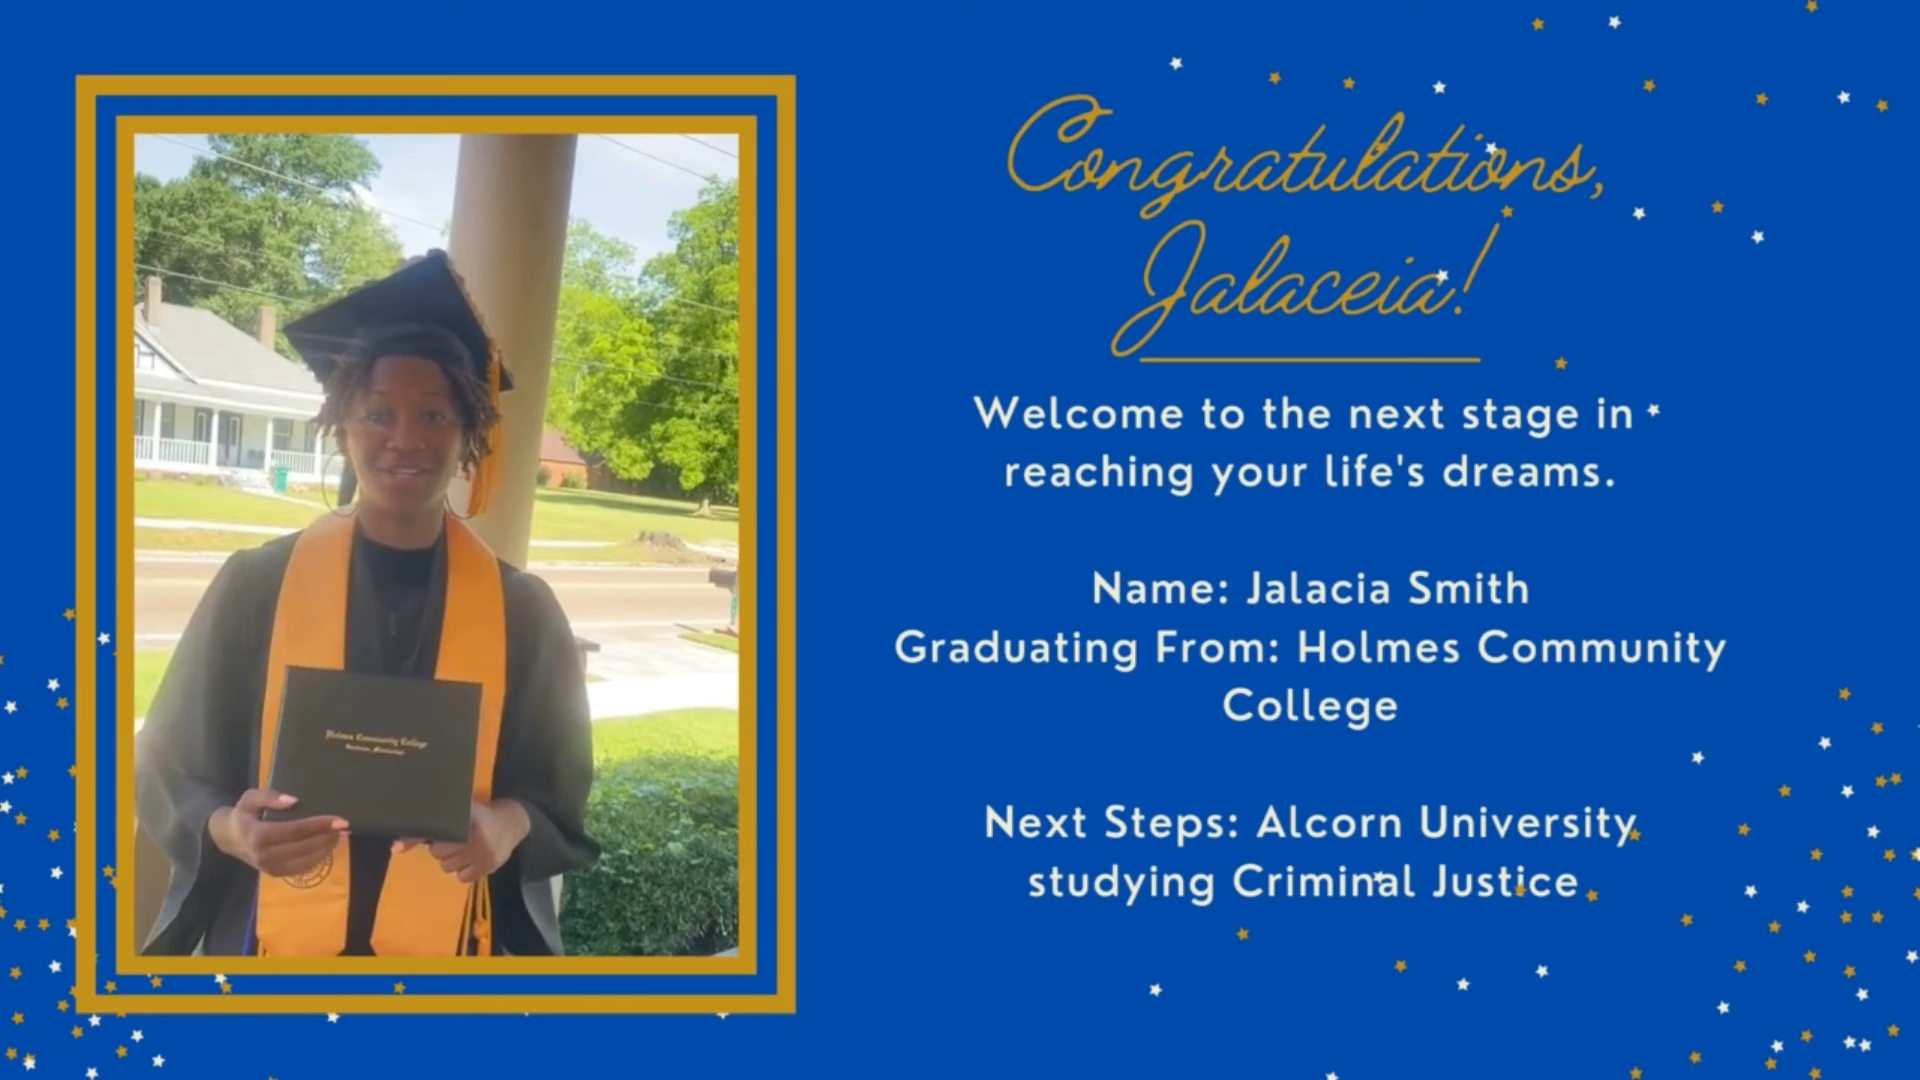 Congratulations,
Jalaceia!
Welcome to the next stage in
reaching your life's dreams.
Name: Jalacia Smith
Graduating From: Holmes Community
College
Next Steps: Alcorn University
studying Criminal Justice
Holmes Community College